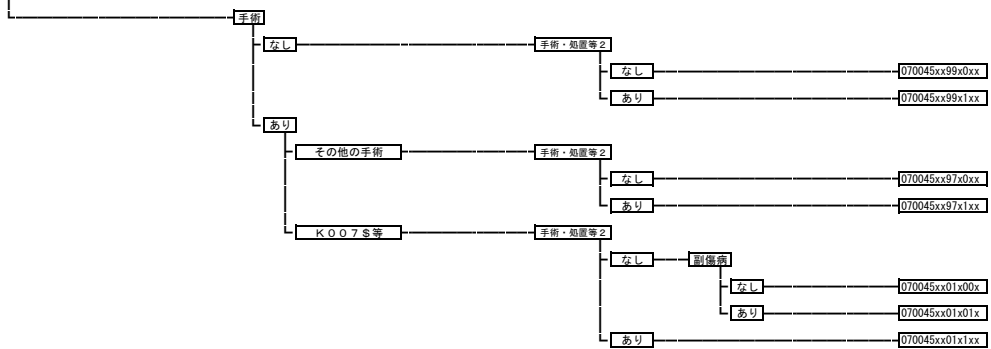 手術
なし 手術・処置等２
なし 070045xx99x0xx
あり 070045xx99x1xx
あり
その他の手術 手術・処置等２
なし 070045xx97x0xx
あり 070045xx97x1xx
Ｋ００７＄等 手術・処置等２
なし 副傷病
なし 070045xx01x00x
あり 070045xx01x01x
あり 070045xx01x1xx